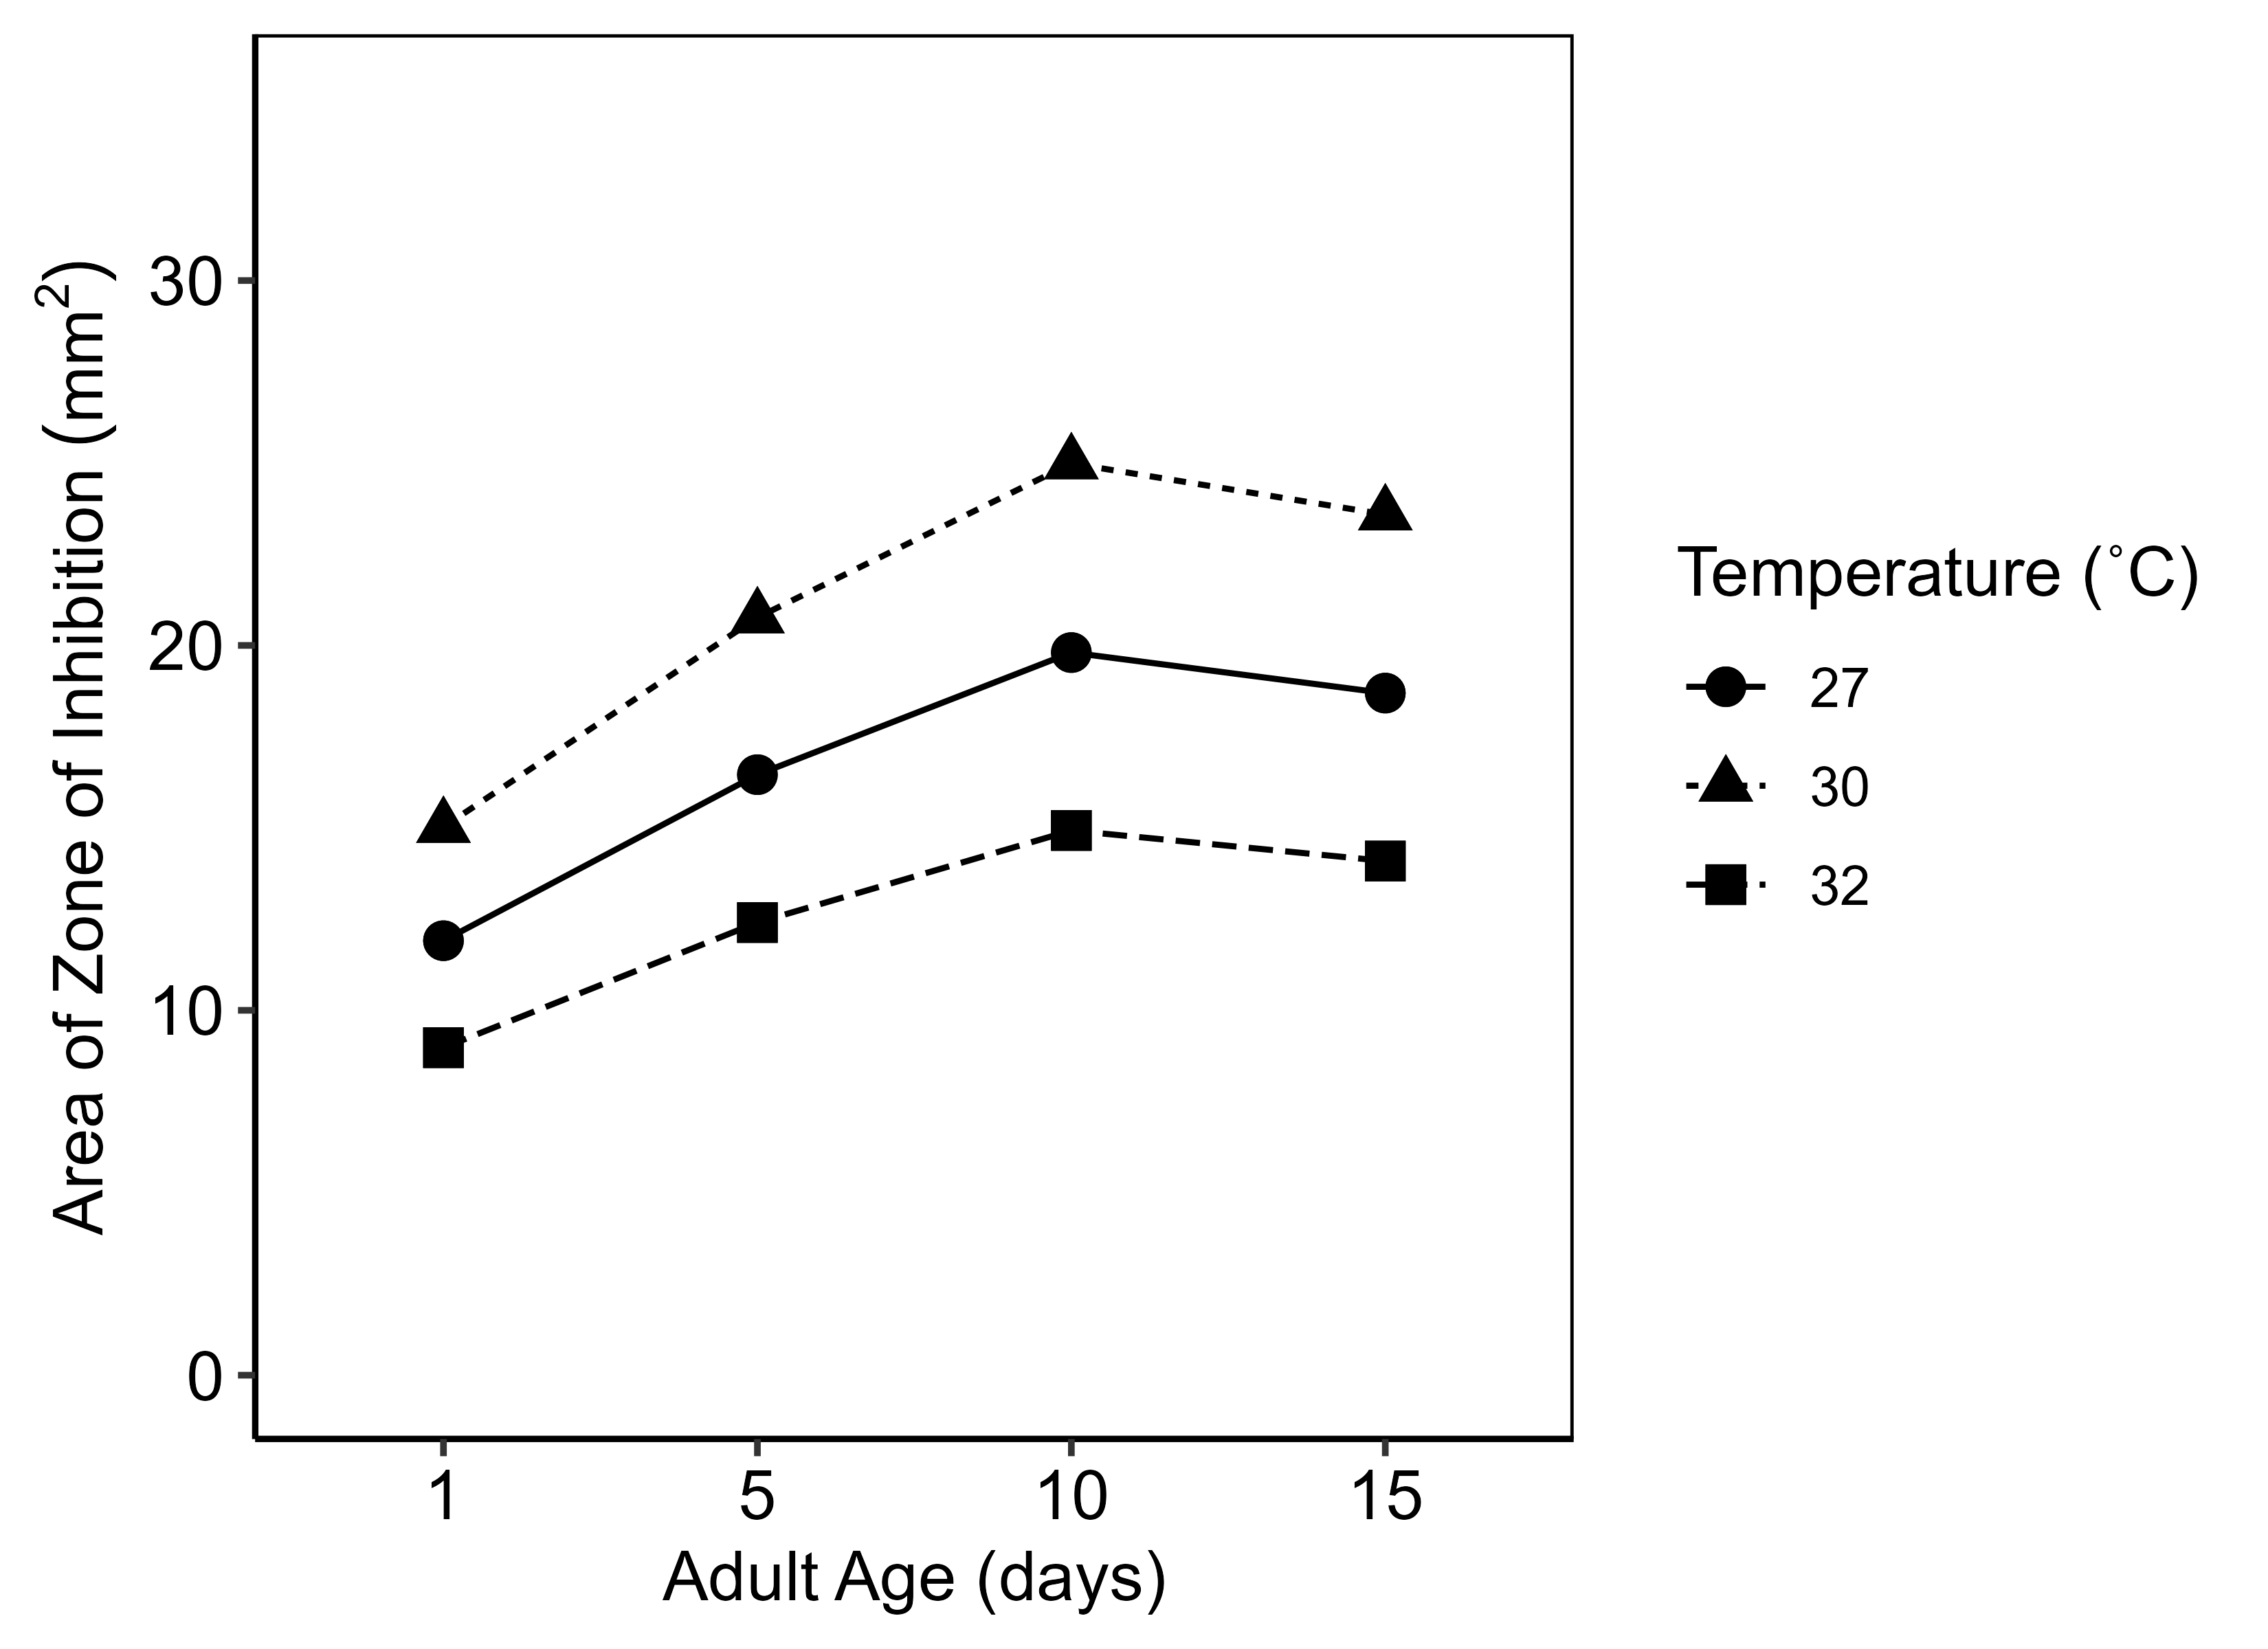 Area of Zone of Inhibition (mm²)
30
20
10
0
1 5 10 15
Adult Age (days)
Temperature (°C)
27
30
32